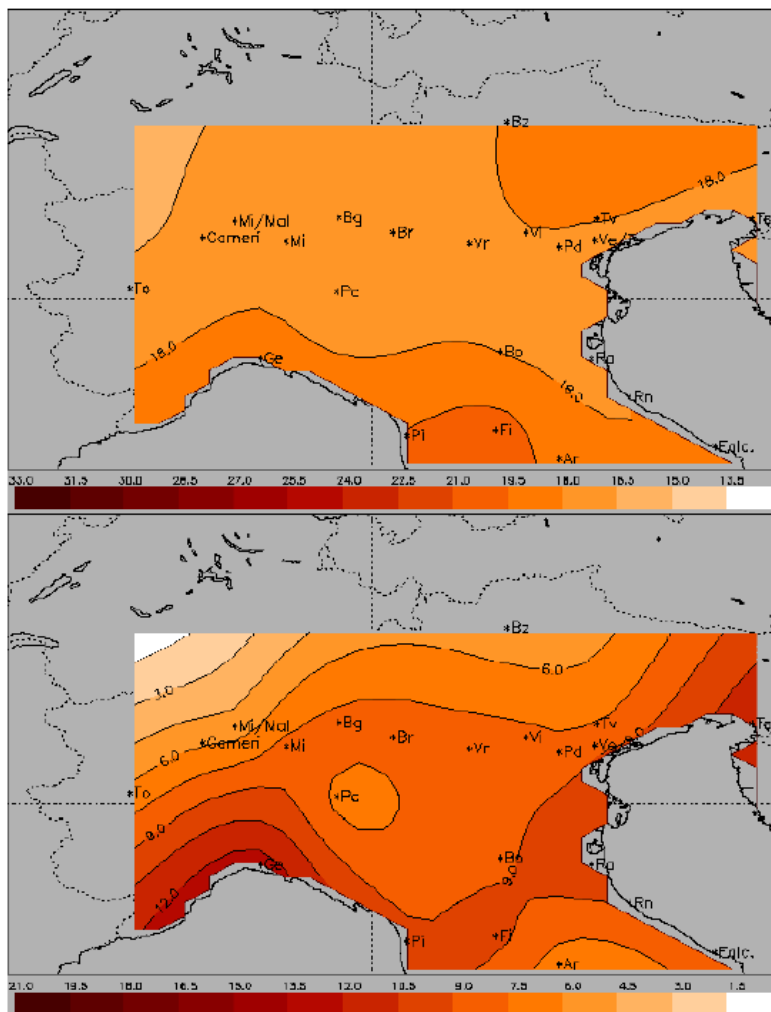 *Bz
18.0
*Mi/Mal *Bg *Tv *Te
*Cameri *Mi *Br *Vr *Vi *Pd *Ve/T
*To *Pc
18.0 *Ge *Bo *Ra
18.0 *Rn
*Pi *Fi *Ar
33.0 31.5 30.0 28.5 27.0 25.5 24.0 22.5 21.0 19.5 18.0 16.5 15.0 13.5
*Bz
3.0 6.0
*Mi/Mal *Bg *Tv
6.0 *Cameri *Mi *Br *Vr *Vi *Pd *Ve 9.0
*To *Pc
9.0
*Ge *Bo *Ra
12.0 9.0 *Rn
*Pi *Fi
*Ar
21.0 19.5 18.0 16.5 15.0 13.5 12.0 10.5 9.0 7.5 6.0 4.5 3.0 1.5